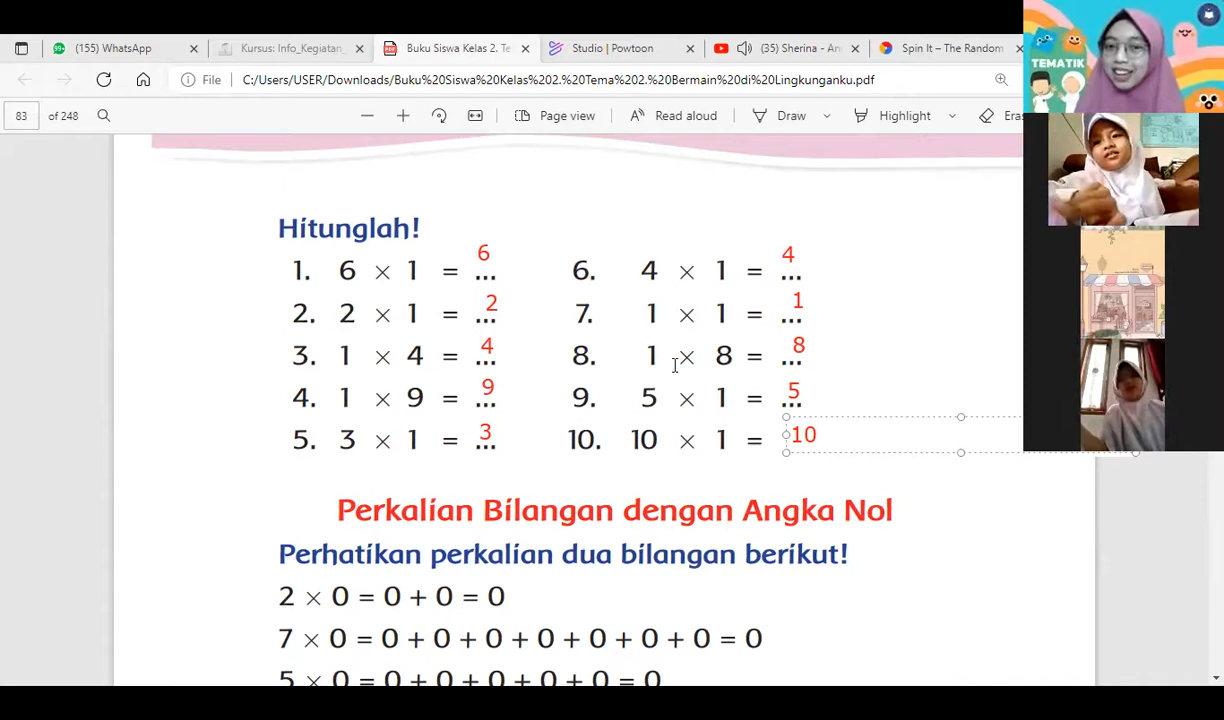 (155) WhatsApp
Kursus: Info_Kegiatan_
Buku Siswa Kelas 2. Te
Studio | Powtoon
(35) Sherina - An
Spin It – The Random
File
C:/Users/USER/Downloads/Buku%20Siswa%20Kelas%202.%20Tema%202.%20Bermain%20di%20Lingkunganku.pdf
83 of 248
Page view
Read aloud
Draw
Highlight
Eras
TEMATIK
Hitunglah!
1. 6 × 1 = ... 6
2. 2 × 1 = ... 2
3. 1 × 4 = ... 4
4. 1 × 9 = ... 9
5. 3 × 1 = ... 3
6. 4 × 1 = ... 4
7. 1 × 1 = ... 1
8. 1 × 8 = ... 8
9. 5 × 1 = ... 5
10. 10 × 1 = 10
Perkalian Bilangan dengan Angka Nol
Perhatikan perkalian dua bilangan berikut!
2 × 0 = 0 + 0 = 0
7 × 0 = 0 + 0 + 0 + 0 + 0 + 0 + 0 = 0
5 × 0 = 0 + 0 + 0 + 0 + 0 = 0